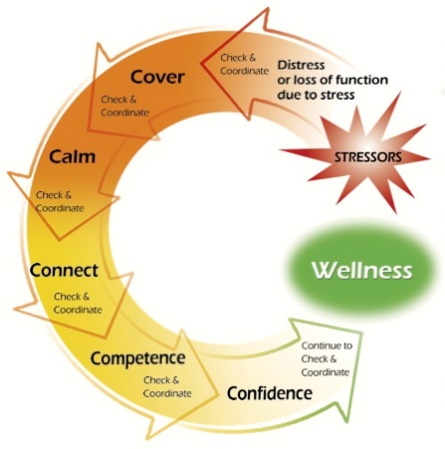 STRESSORS
Distress
or loss of function
due to stress
Check &
Coordinate
Cover
Check &
Coordinate
Calm
Check &
Coordinate
Connect
Check &
Coordinate
Competence
Check &
Coordinate
Confidence
Continue to
Check &
Coordinate
Wellness